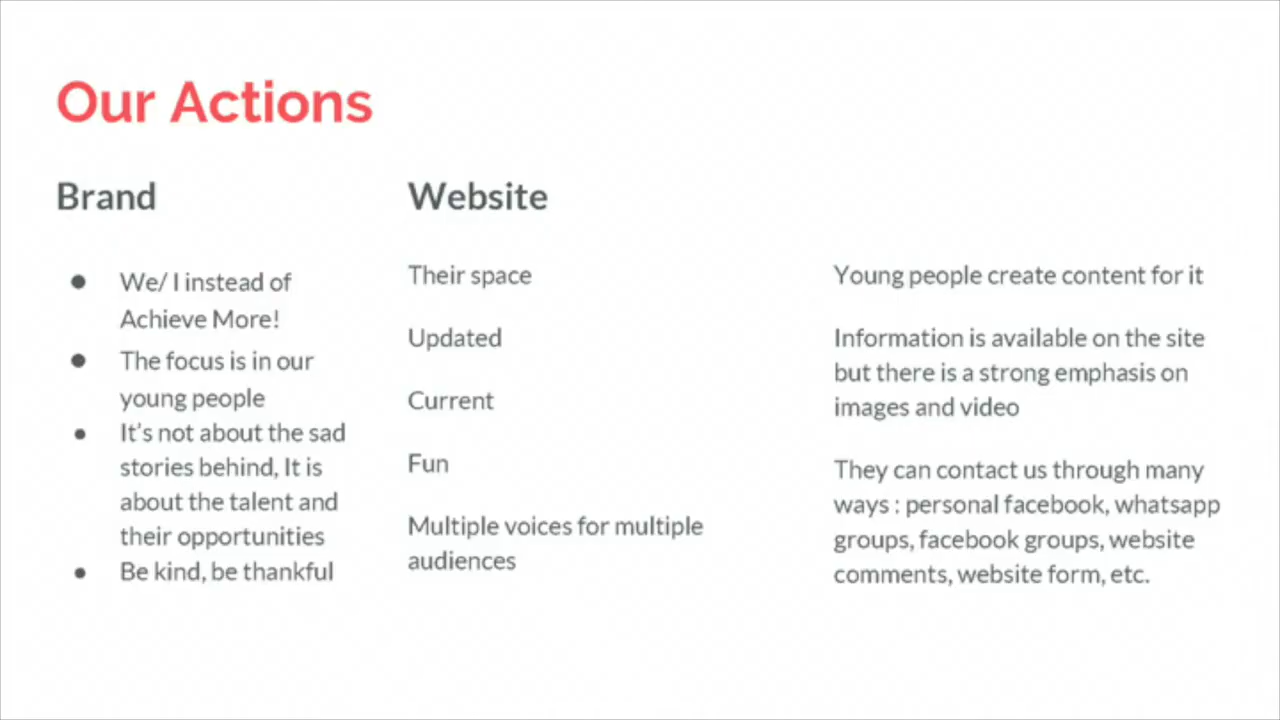 Our Actions
Brand
We/ I instead of
Achieve More!
The focus is in our
young people
It's not about the sad
stories behind, It is
about the talent and
their opportunities
Be kind, be thankful
Website
Their space
Updated
Current
Fun
Multiple voices for multiple
audiences
Young people create content for it
Information is available on the site
but there is a strong emphasis on
images and video
They can contact us through many
ways : personal facebook, whatsapp
groups, facebook groups, website
comments, website form, etc.